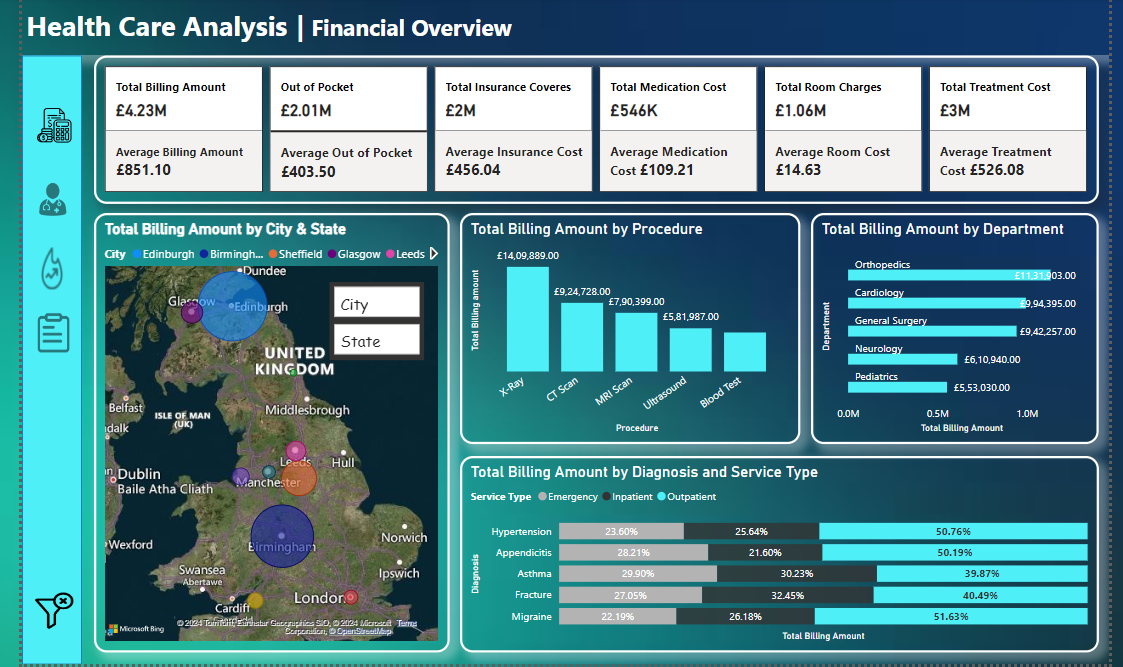 Health Care Analysis | Financial Overview
Total Billing Amount
£4.23M
Average Billing Amount
£851.10
Out of Pocket
£2.01M
Average Out of Pocket
£403.50
Total Insurance Coveres
£2M
Average Insurance Cost
£456.04
Total Medication Cost
£546K
Average Medication
Cost £109.21
Total Room Charges
£1.06M
Average Room Cost
£14.63
Total Treatment Cost
£3M
Average Treatment
Cost £526.08
Total Billing Amount by City & State
City Edinburgh Birmingh... Sheffield Glasgow Leeds
City
State
Dundee
Glasgow
Edinburgh
UNITED
KINGDOM
Belfast
ISLE OF MAN
(UK)
Middlesbrough
dalk
Leeds
Hull
Dublin
Baile Atha Cliath
Manchester
Wexford
Birmingham
Norwich
Swansea
Abertawe
Ipswich
Cardiff
London
Microsoft Bing
© 2024 TomTom, Earthstar Geographics SIO, © 2024 Microsoft Terms
Corporation, © OpenStreetMap
Total Billing Amount by Procedure
Total Billing amount
£14,09,889.00
£9,24,728.00
£7,90,399.00
£5,81,987.00
X-Ray
CT Scan
MRI Scan
Ultrasound
Blood Test
Procedure
Total Billing Amount by Department
Department
Orthopedics
£11,31,903.00
Cardiology
£9,94,395.00
General Surgery
£9,42,257.00
Neurology
£6,10,940.00
Pediatrics
£5,53,030.00
0.0M 0.5M 1.0M
Total Billing Amount
Total Billing Amount by Diagnosis and Service Type
Service Type Emergency Inpatient Outpatient
Diagnosis
Hypertension 23.60% 25.64% 50.76%
Appendicitis 28.21% 21.60% 50.19%
Asthma 29.90% 30.23% 39.87%
Fracture 27.05% 32.45% 40.49%
Migraine 22.19% 26.18% 51.63%
Total Billing Amount